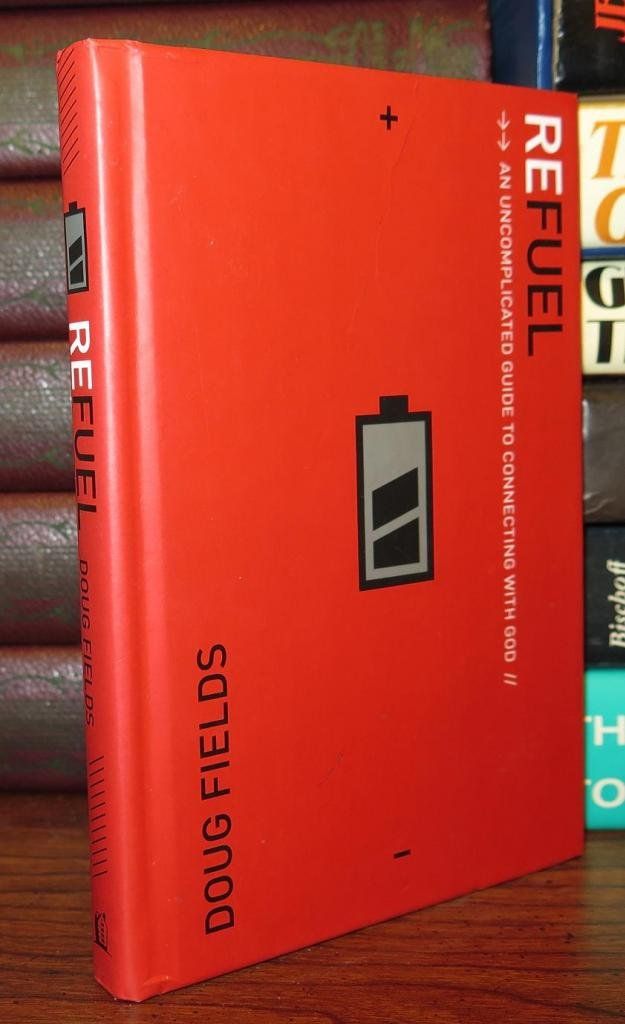 REFUEL
→→ AN UNCOMPLICATED GUIDE TO CONNECTING WITH GOD //
+
-
DOUG FIELDS
REFUEL DOUG FIELDS
Bischoff